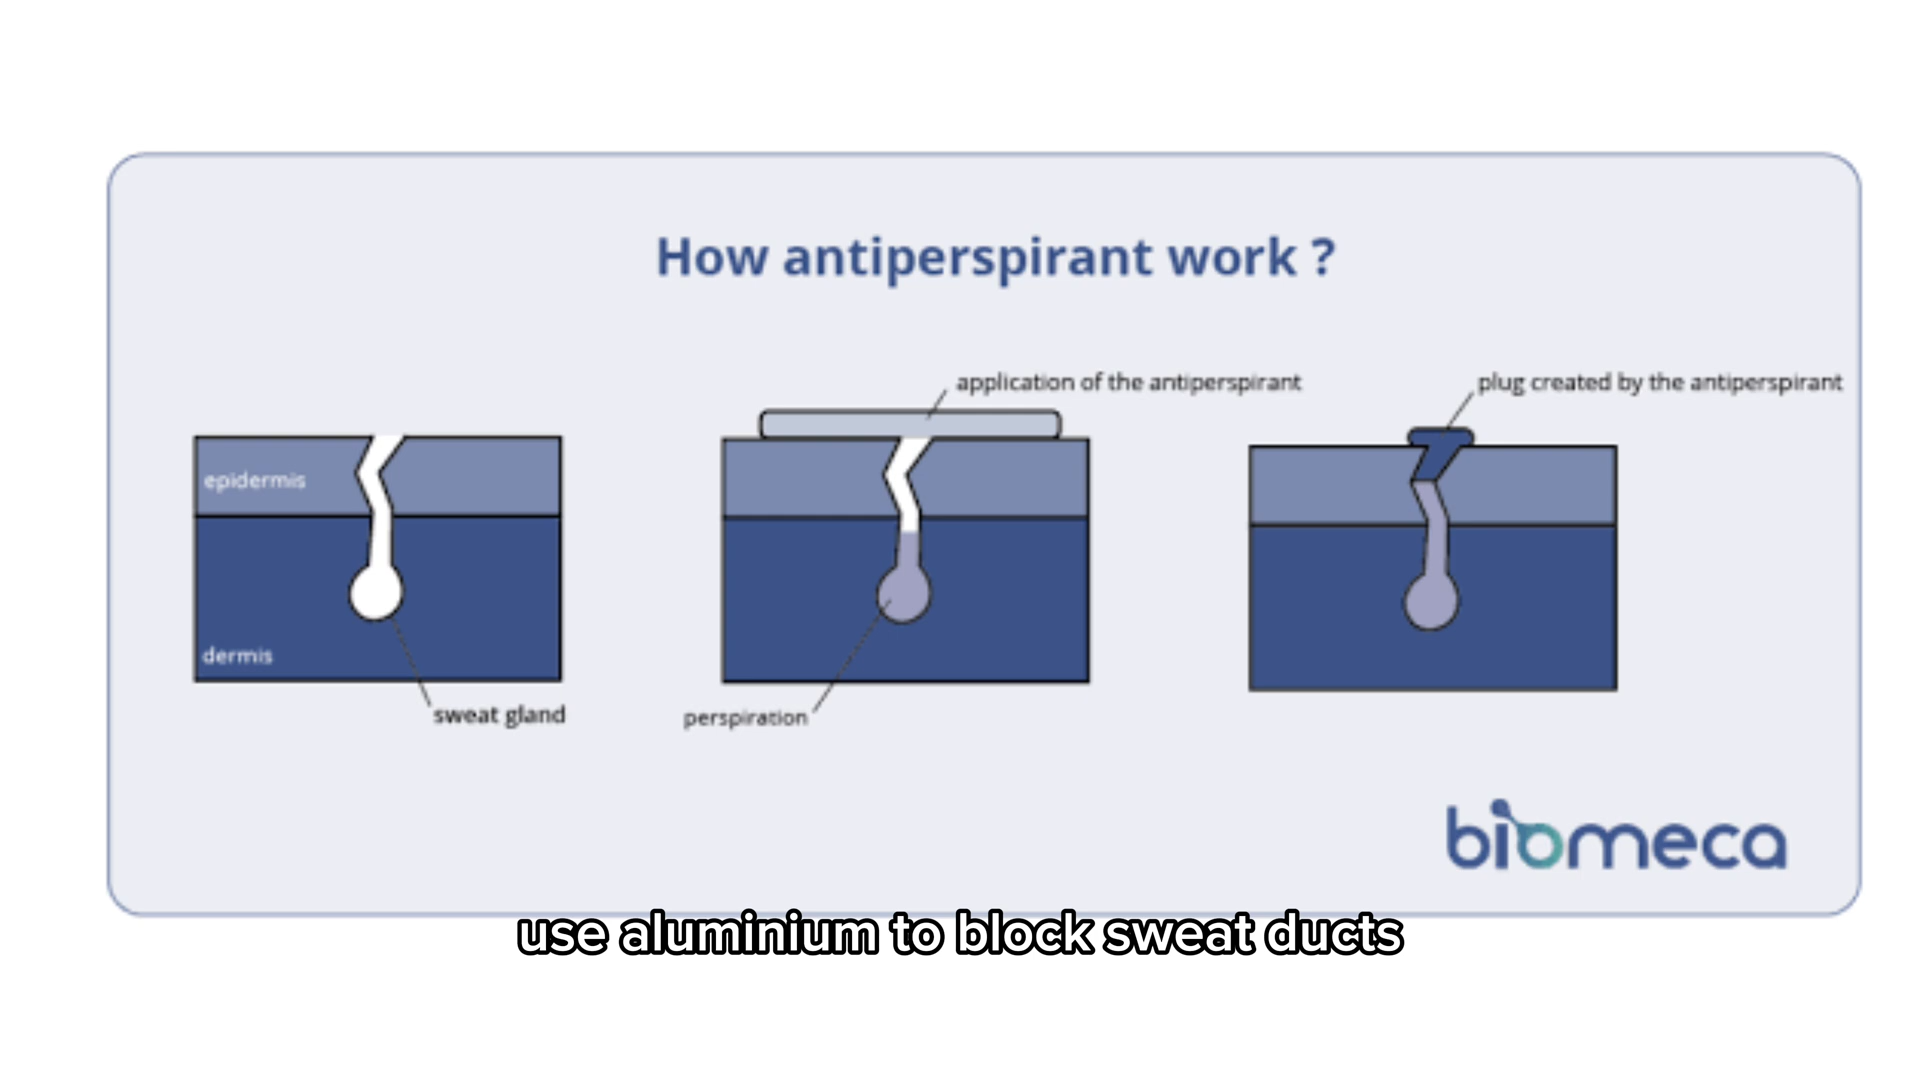 How antiperspirant work ?
application of the antiperspirant
plug created by the antiperspirant
epidermis
dermis
sweat gland
perspiration
biomeca
use aluminium to block sweat ducts